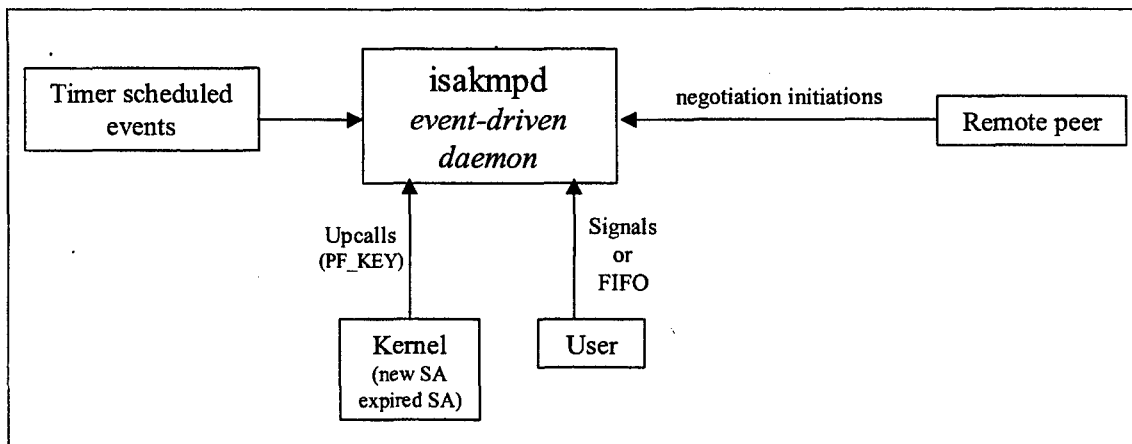 Timer scheduled
events
isakmpd
event-driven
daemon
negotiation initiations
Remote peer
Upcalls
(PF_KEY)
Signals
or
FIFO
Kernel
(new SA
expired SA)
User